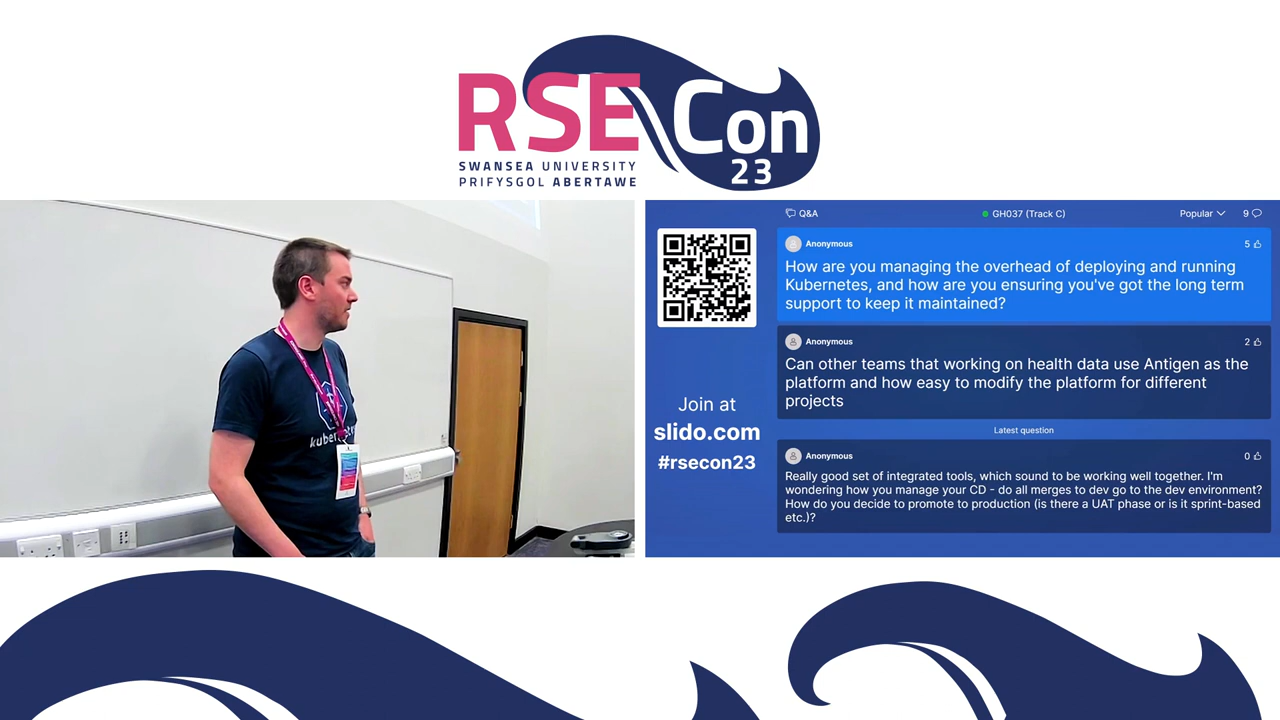 RSE Con
23
SWANSEA UNIVERSITY
PRIFYSGOL ABERTAWE
Q&A
GH037 (Track C)
Popular
9
Anonymous
5
How are you managing the overhead of deploying and running
Kubernetes, and how are you ensuring you've got the long term
support to keep it maintained?
Anonymous
2
Can other teams that working on health data use Antigen as the
platform and how easy to modify the platform for different
projects
Latest question
Anonymous
0
Really good set of integrated tools, which sound to be working well together. I'm
wondering how you manage your CD - do all merges to dev go to the dev environment?
How do you decide to promote to production (is there a UAT phase or is it sprint-based
etc.)?
Join at
slido.com
#rsecon23